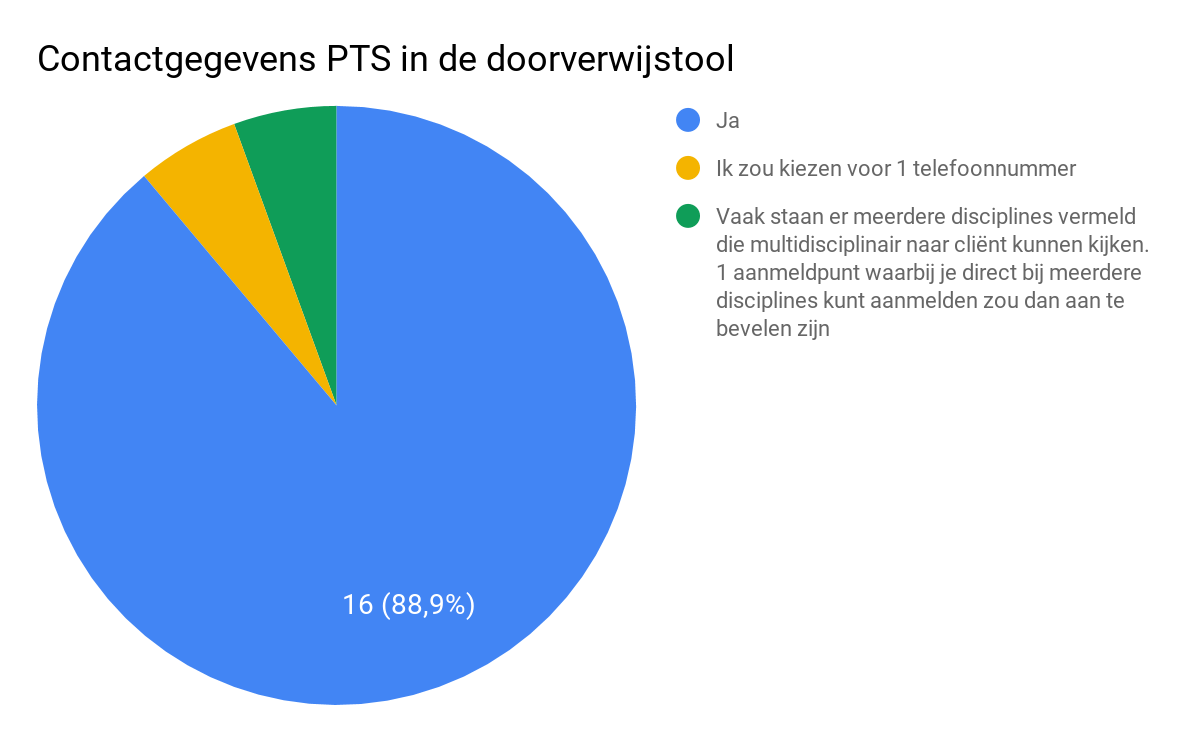 Contactgegevens PTS in de doorverwijstool
Ja
Ik zou kiezen voor 1 telefoonnummer
Vaak staan er meerdere disciplines vermeld
die multidisciplinair naar cliënt kunnen kijken.
1 aanmeldpunt waarbij je direct bij meerdere
disciplines kunt aanmelden zou dan aan te
bevelen zijn
16 (88,9%)